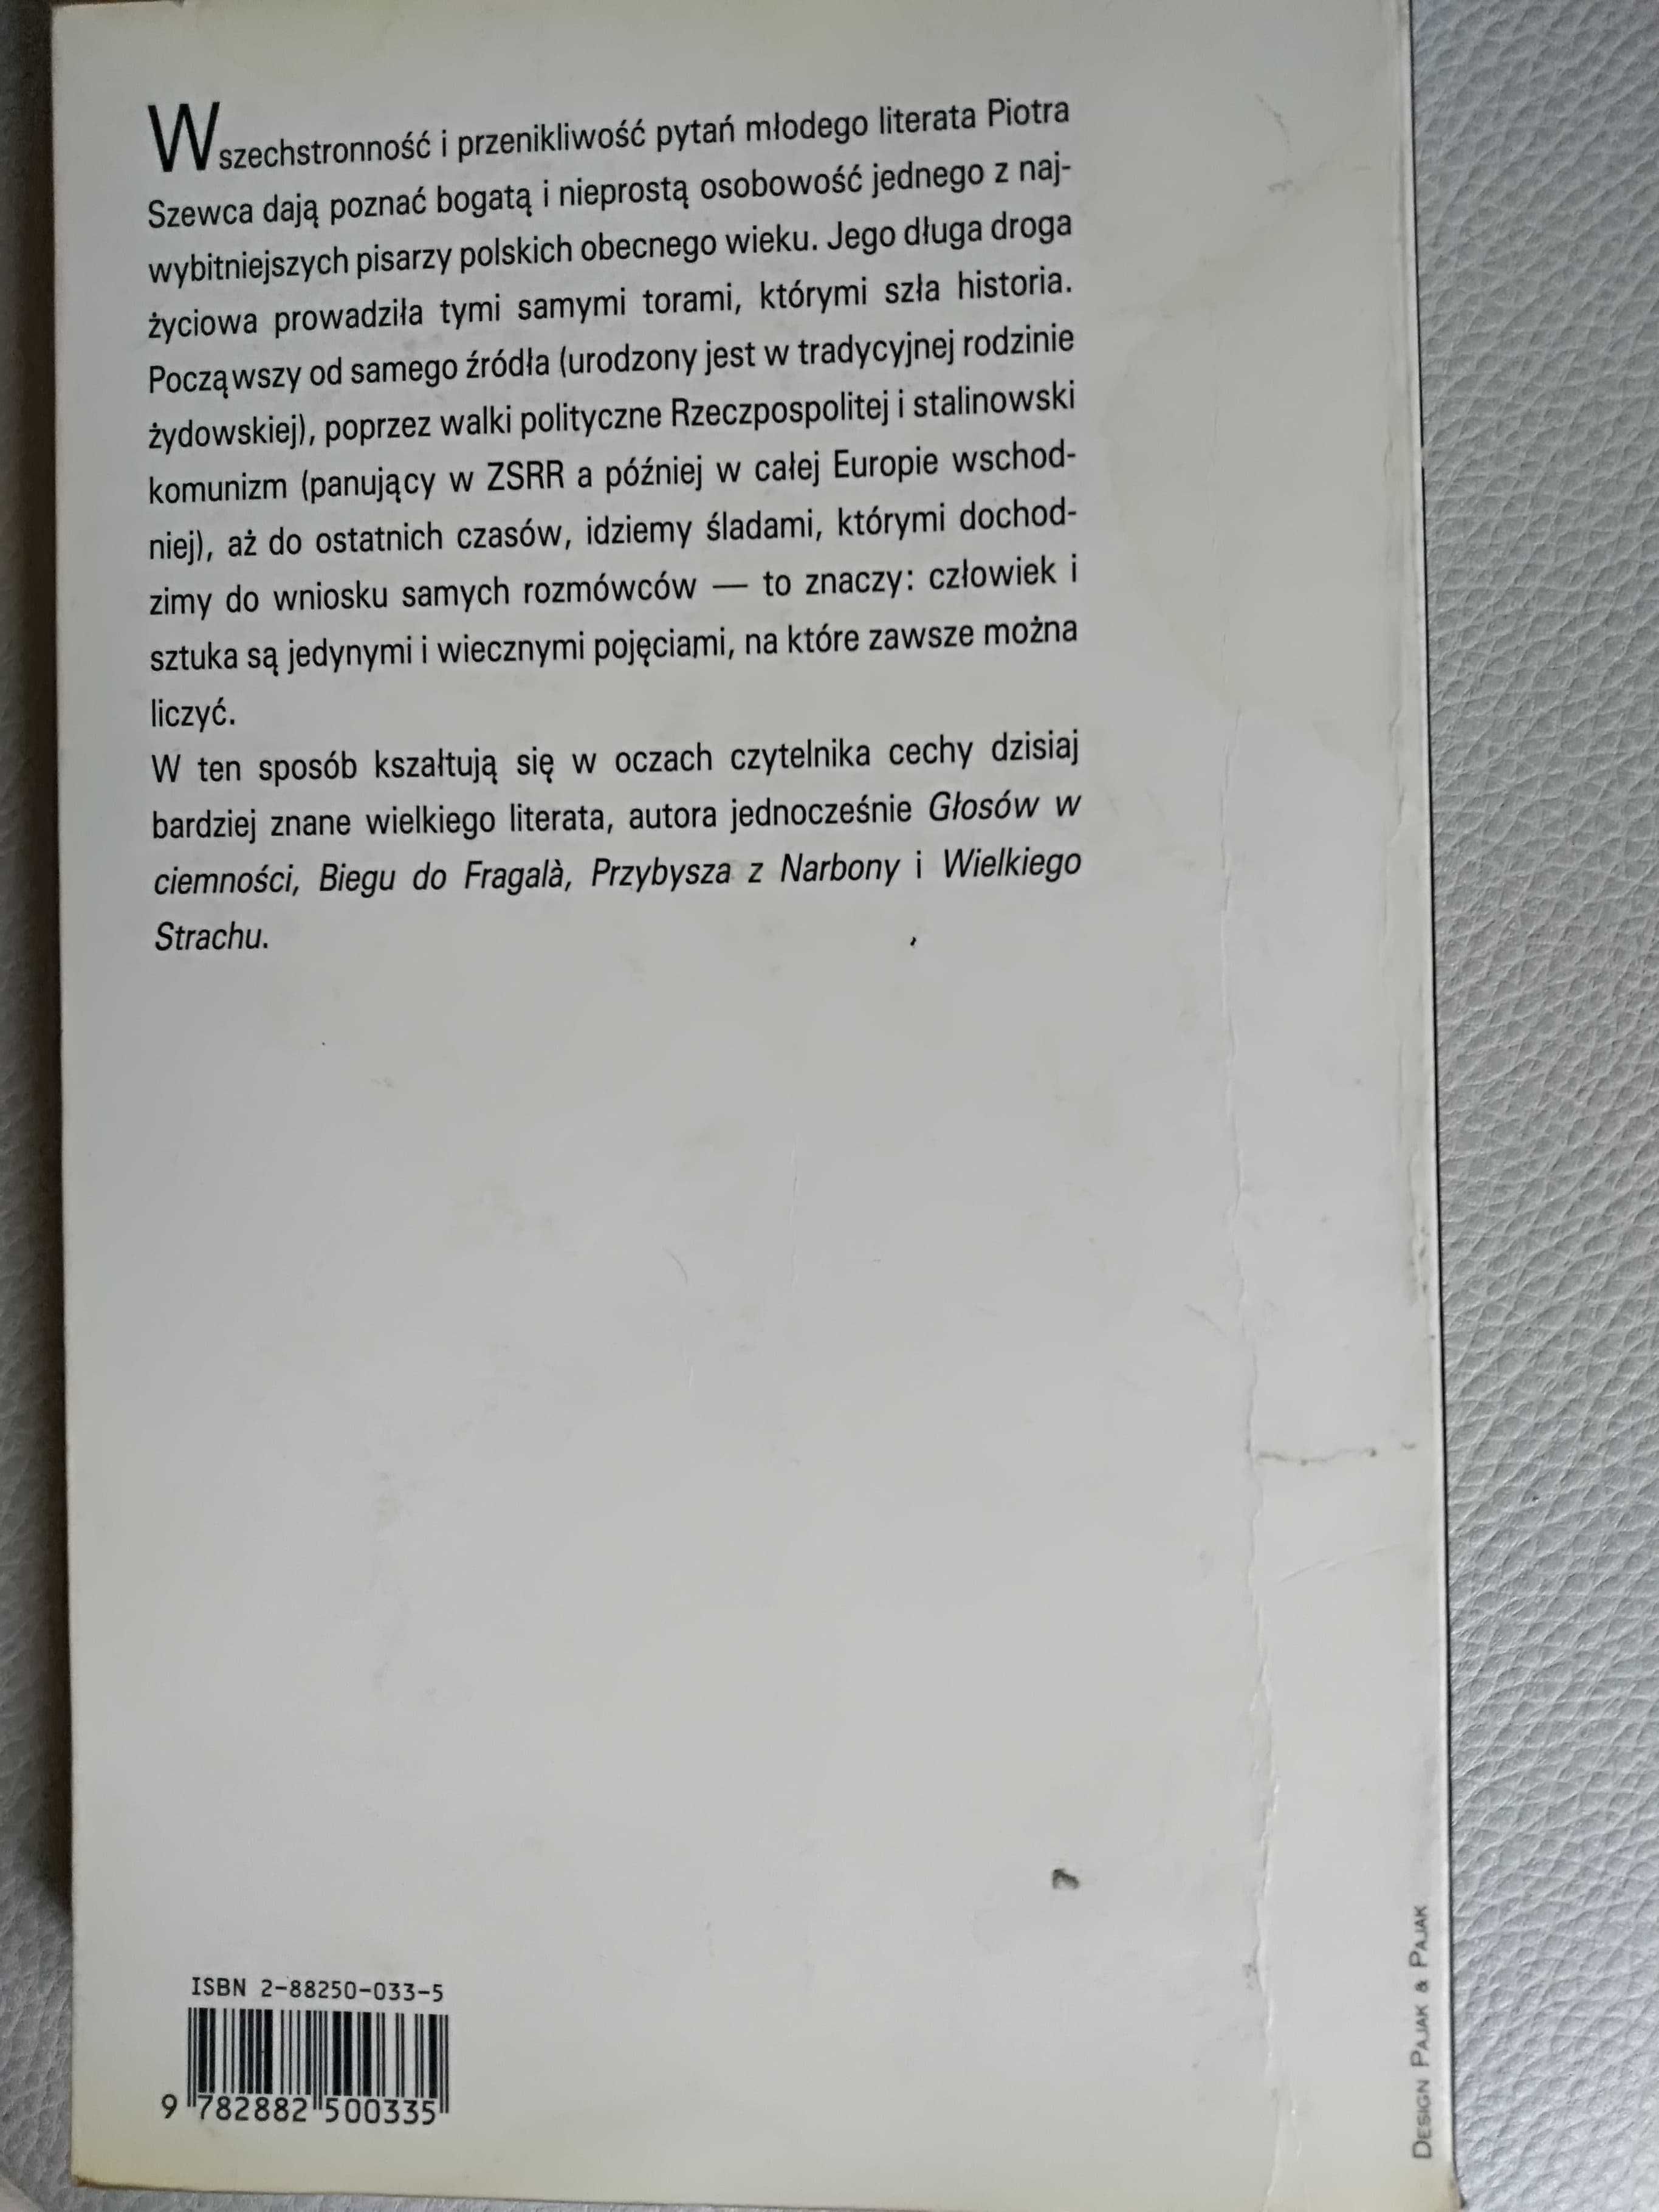 Wszechstronność i przenikliwość pytań młodego literata Piotra
Szewca dają poznać bogatą i nieprostą osobowość jednego z naj-
wybitniejszych pisarzy polskich obecnego wieku. Jego długa droga
życiowa prowadziła tymi samymi torami, którymi szła historia.
Począwszy od samego źródła (urodzony jest w tradycyjnej rodzinie
żydowskiej), poprzez walki polityczne Rzeczpospolitej i stalinowski
komunizm (panujący w ZSRR a później w całej Europie wschod-
niej), aż do ostatnich czasów, idziemy śladami, którymi dochod-
zimy do wniosku samych rozmówców — to znaczy: człowiek i
sztuka są jedynymi i wiecznymi pojęciami, na które zawsze można
liczyć.
W ten sposób kszałtują się w oczach czytelnika cechy dzisiaj
bardziej znane wielkiego literata, autora jednocześnie Głosów w
ciemności, Biegu do Fragalà, Przybysza z Narbony i Wielkiego
Strachu.
ISBN 2-88250-033-5
9 782882 500335
DESIGN PAJAK & PAJAK